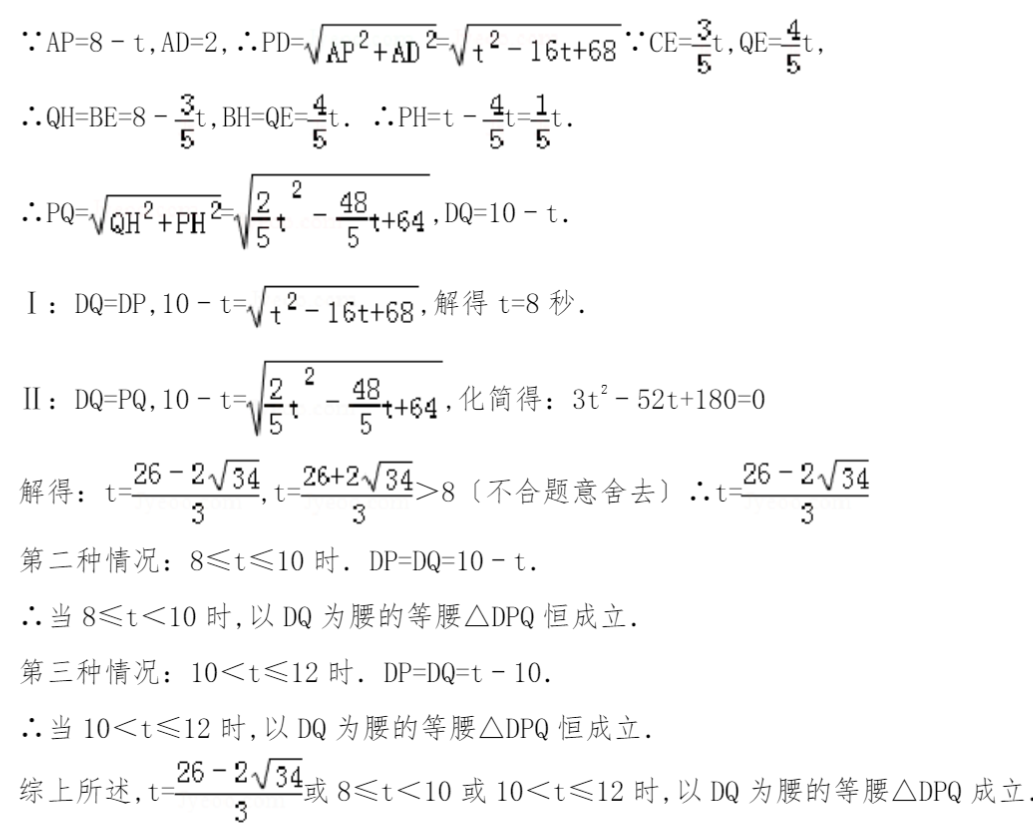 ∵AP=8﹣t,AD=2,∴PD=√(AP²+AD²)=√(t²﹣16t+68)∵CE=3/5t,QE=4/5t,
∴QH=BE=8﹣3/5t,BH=QE=4/5t. ∴PH=t﹣4/5t=1/5t.
∴PQ=√(QH²+PH²)=√(2/5t²﹣48/5t+64),DQ=10﹣t.
Ⅰ:DQ=DP,10﹣t=√(t²﹣16t+68),解得 t=8 秒.
Ⅱ:DQ=PQ,10﹣t=√(2/5t²﹣48/5t+64),化简得:3t²﹣52t+180=0
解得:t=(26﹣2√34)/3,t=(26+2√34)/3>8〔不合题意舍去〕∴t=(26﹣2√34)/3
第二种情况:8≤t≤10 时.DP=DQ=10﹣t.
∴当 8≤t<10 时,以 DQ 为腰的等腰△DPQ 恒成立.
第三种情况:10<t≤12 时.DP=DQ=t﹣10.
∴当 10<t≤12 时,以 DQ 为腰的等腰△DPQ 恒成立.
综上所述,t=(26﹣2√34)/3或 8≤t<10 或 10<t≤12 时,以 DQ 为腰的等腰△DPQ 成立.